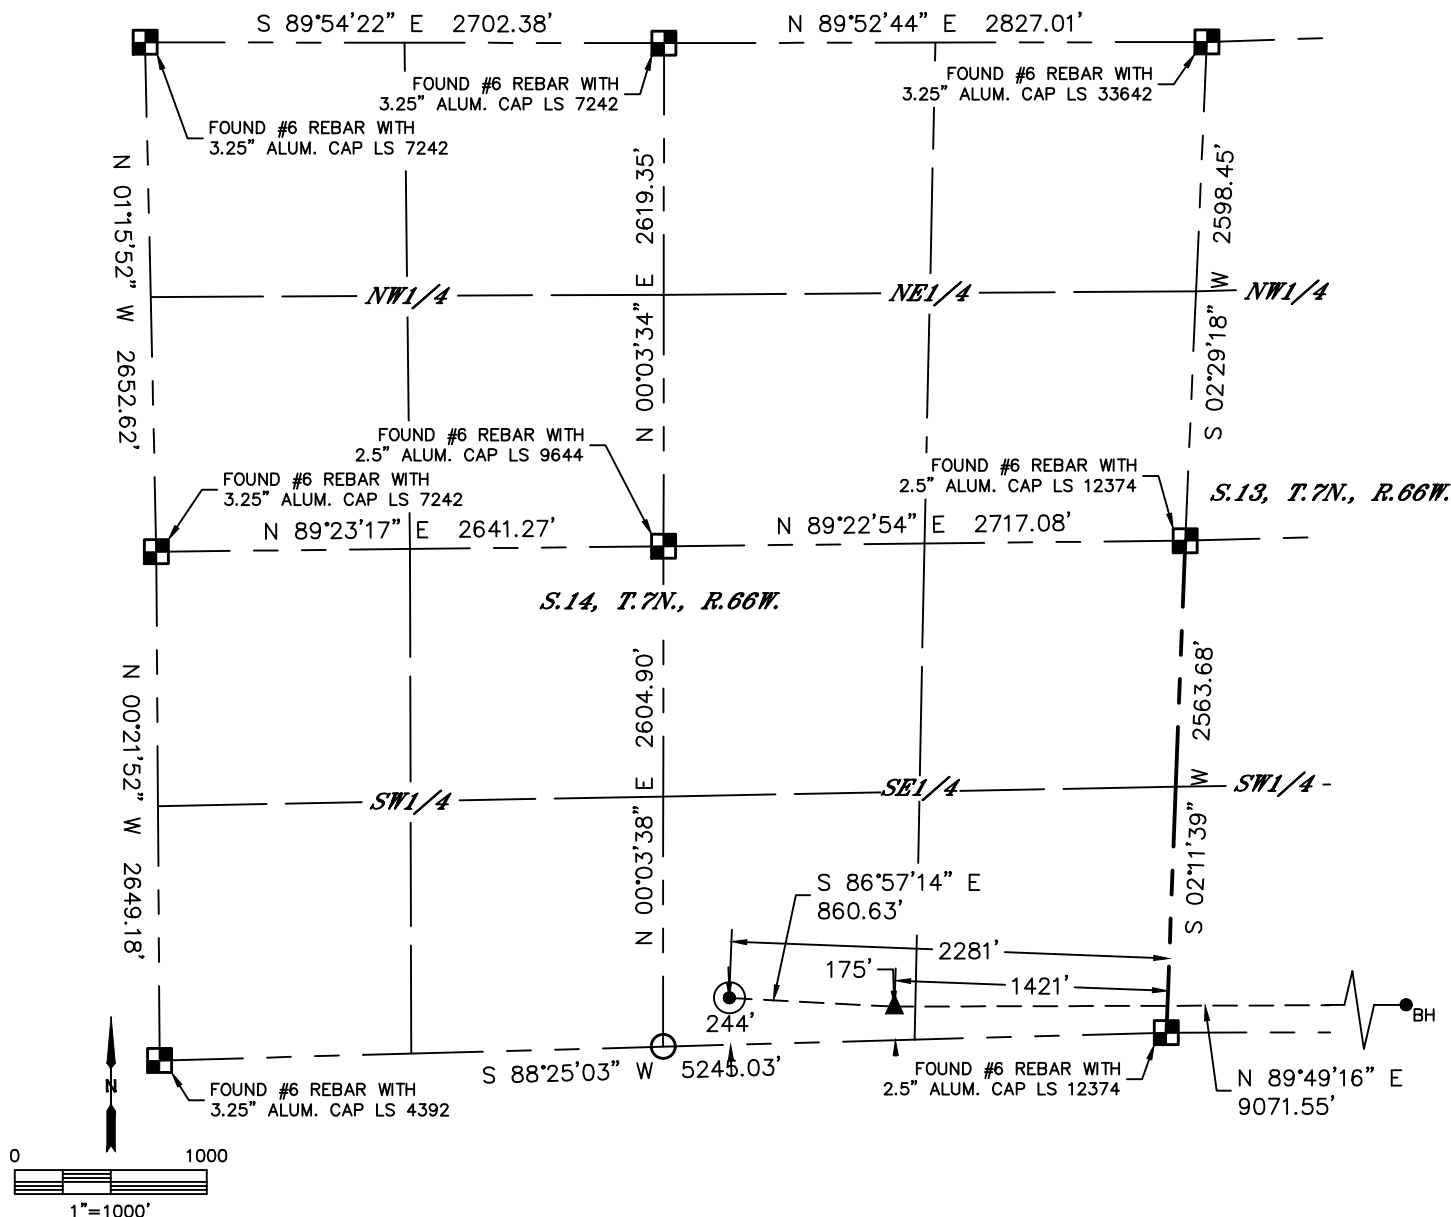 S 89°54'22" E 2702.38'
N 89°52'44" E 2827.01'
FOUND #6 REBAR WITH
3.25" ALUM. CAP LS 7242
FOUND #6 REBAR WITH
3.25" ALUM. CAP LS 33642
FOUND #6 REBAR WITH
3.25" ALUM. CAP LS 7242
N 01°15'52" W 2652.62'
N 00°03'34" E 2619.35'
S 02°29'18" W 2598.45'
NW1/4
NE1/4
NW1/4
FOUND #6 REBAR WITH
2.5" ALUM. CAP LS 9644
FOUND #6 REBAR WITH
3.25" ALUM. CAP LS 7242
FOUND #6 REBAR WITH
2.5" ALUM. CAP LS 12374
S.13, T.7N., R.66W.
N 89°23'17" E 2641.27'
N 89°22'54" E 2717.08'
S.14, T.7N., R.66W.
N 00°21'52" W 2649.18'
N 00°03'38" E 2604.90'
S 02°11'39" W 2563.68'
SW1/4
SE1/4
SW1/4
S 86°57'14" E
860.63'
2281'
175'
1421'
244'
BH
S 88°25'03" W 5245.03'
FOUND #6 REBAR WITH
2.5" ALUM. CAP LS 12374
N 89°49'16" E
9071.55'
FOUND #6 REBAR WITH
3.25" ALUM. CAP LS 4392
N
0 1000
1"=1000'